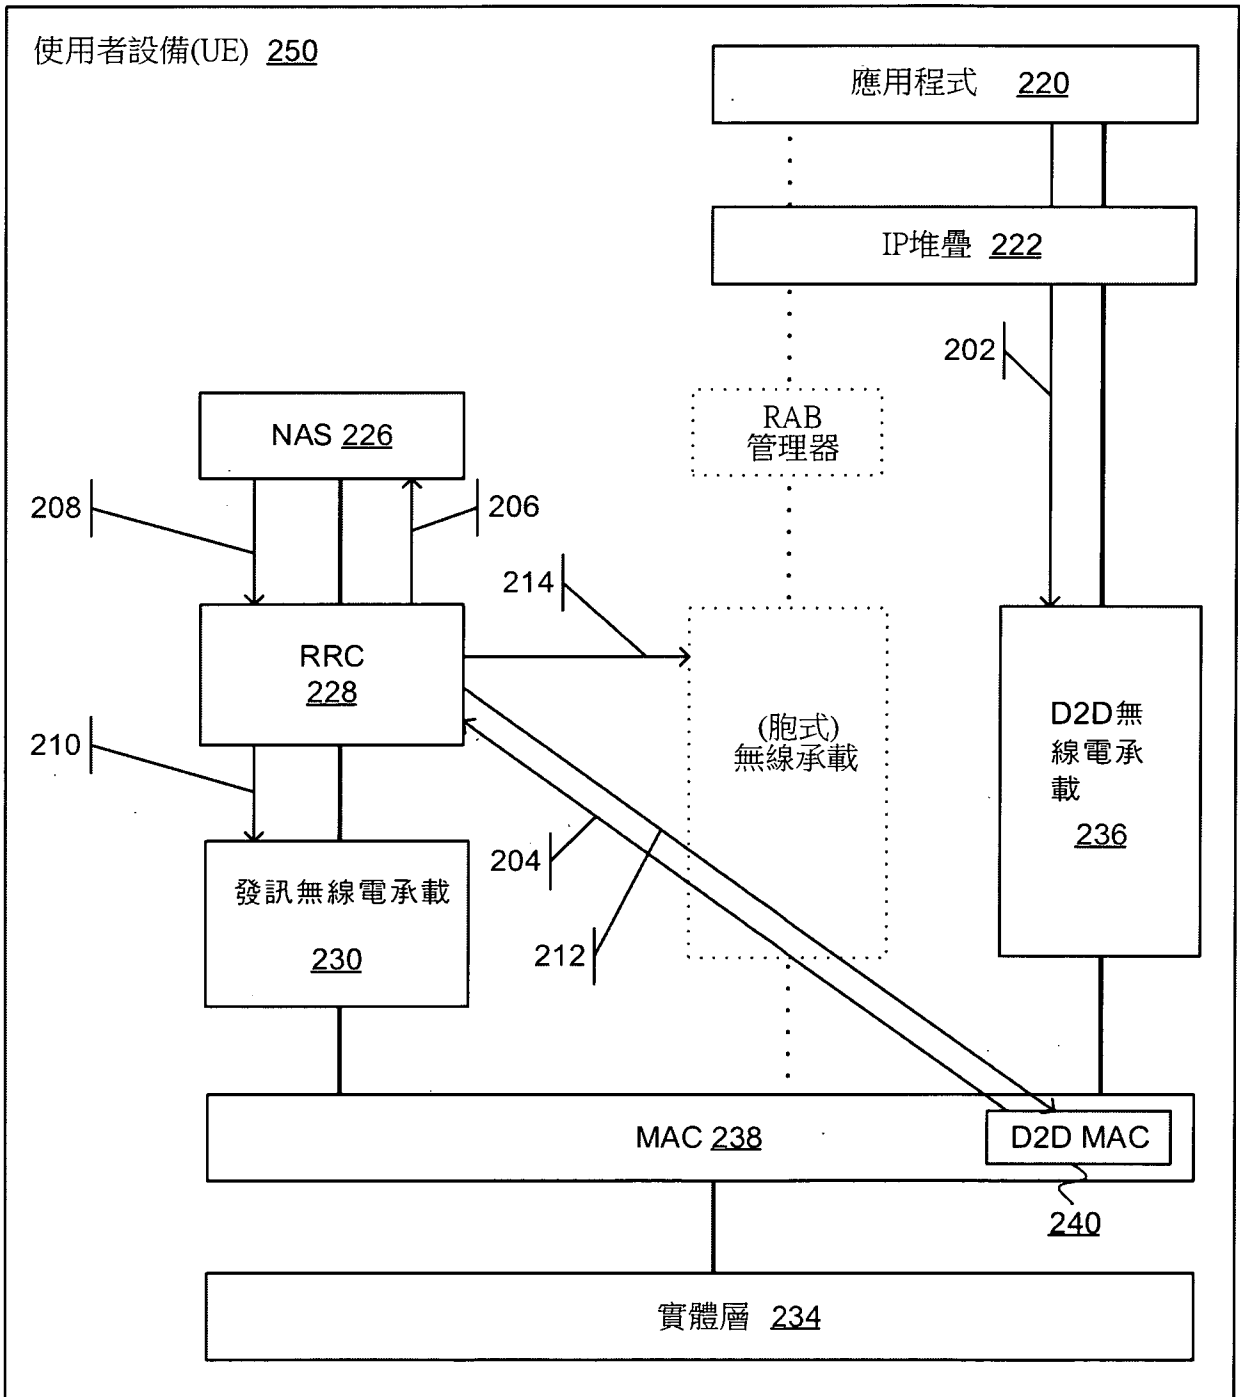 使用者設備(UE) 250
應用程式 220
IP堆疊 222
202
RAB
管理器
NAS 226
208
206
214
RRC
228
(胞式)
無線承載
D2D無
線電承
載
236
210
204
212
發訊無線電承載
230
MAC 238
D2D MAC
240
實體層 234